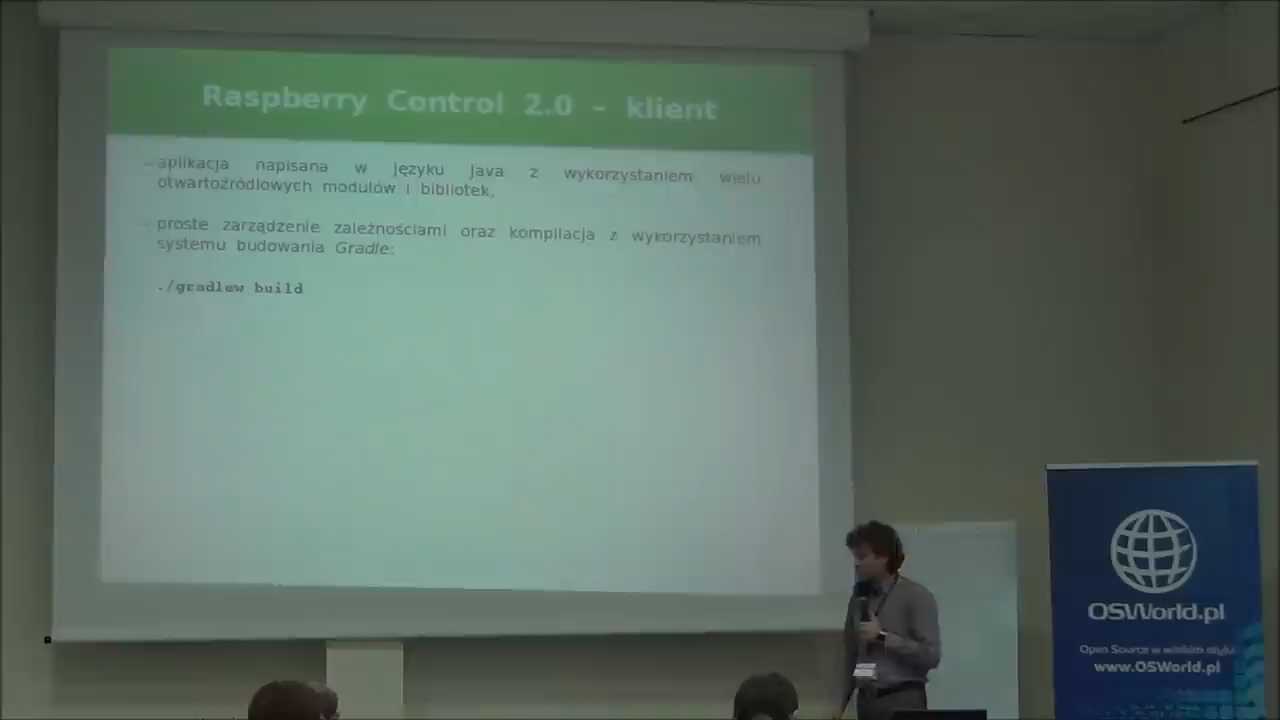 Raspberry Control 2.0 – klient
– aplikacja napisana w języku Java z wykorzystaniem wielu
otwartoźródłowych modułów i bibliotek,
– proste zarządzenie zależnościami oraz kompilacja z wykorzystaniem
systemu budowania Gradle:
./gradlew build
OSWorld.pl
Open Source w wielkim stylu
www.OSWorld.pl